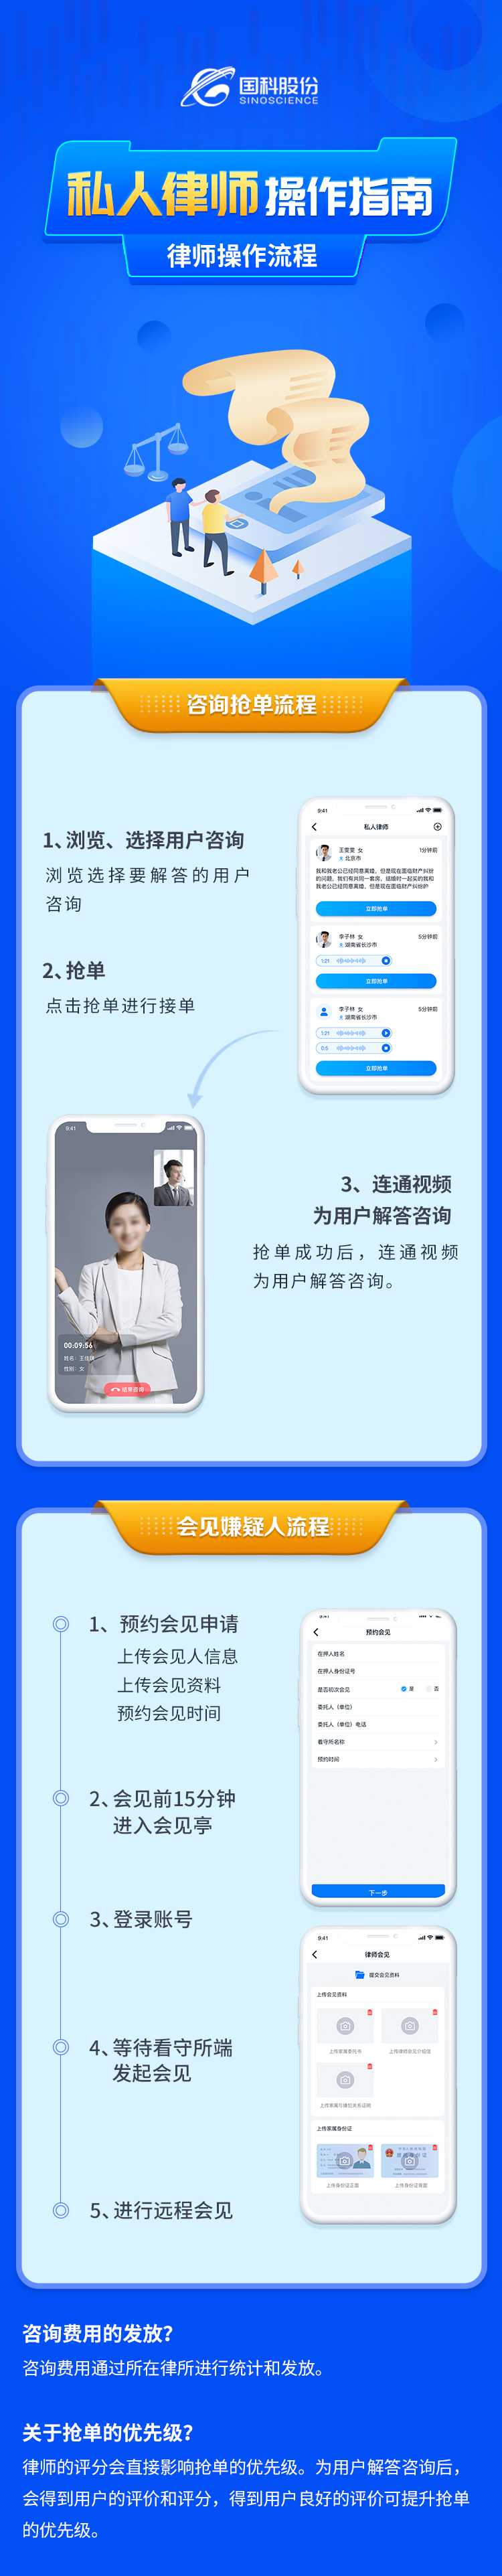 国科股份
SINOSCIENCE
私人律师操作指南
律师操作流程
咨询抢单流程
1、浏览、选择用户咨询
浏览选择要解答的用户
咨询
2、抢单
点击抢单进行接单
9:41
私人律师
王雯雯 女
1分钟前
北京市
我和我老公已经同意离婚，但是现在面临财产纠纷
的问题，我们有共同一套房，结婚时一起买的我和
我老公已经同意离婚，但是现在面临财产纠纷的
立即抢单
李子林 女
5分钟前
湖南省长沙市
1:21
立即抢单
李子林 女
5分钟前
湖南省长沙市
1:21
0:5
立即抢单
9:41
00:09:56
性别：女
结束咨询
3、连通视频
为用户解答咨询
抢单成功后，连通视频
为用户解答咨询。
会见嫌疑人流程
1、预约会见申请
上传会见人信息
上传会见资料
预约会见时间
2、会见前15分钟
进入会见亭
3、登录账号
4、等待看守所端
发起会见
5、进行远程会见
预约会见
在押人姓名
在押人身份证号
是否初次会见
是
否
委托人（单位）
委托人（单位）电话
看守所名称
预约时间
下一步
9:41
律师会见
提交会见资料
上传会见资料
上传家属委托书
上传律师会见介绍信
上传家属与嫌犯关系证明
上传家属身份证
上传身份证正面
上传身份证背面
咨询费用的发放？
咨询费用通过所在律所进行统计和发放。
关于抢单的优先级？
律师的评分会直接影响抢单的优先级。为用户解答咨询后，
会得到用户的评价和评分，得到用户良好的评价可提升抢单
的优先级。